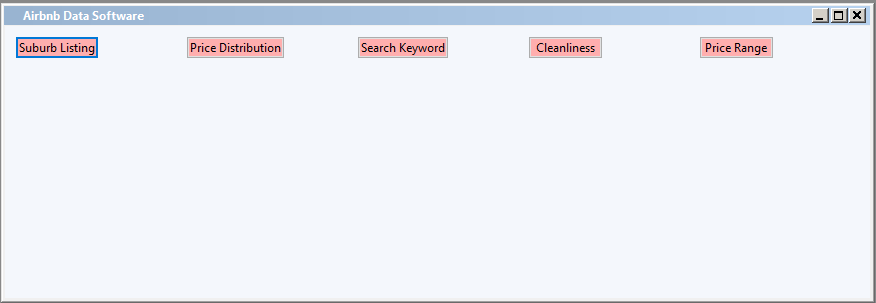 Airbnb Data Software
Suburb Listing
Price Distribution
Search Keyword
Cleanliness
Price Range